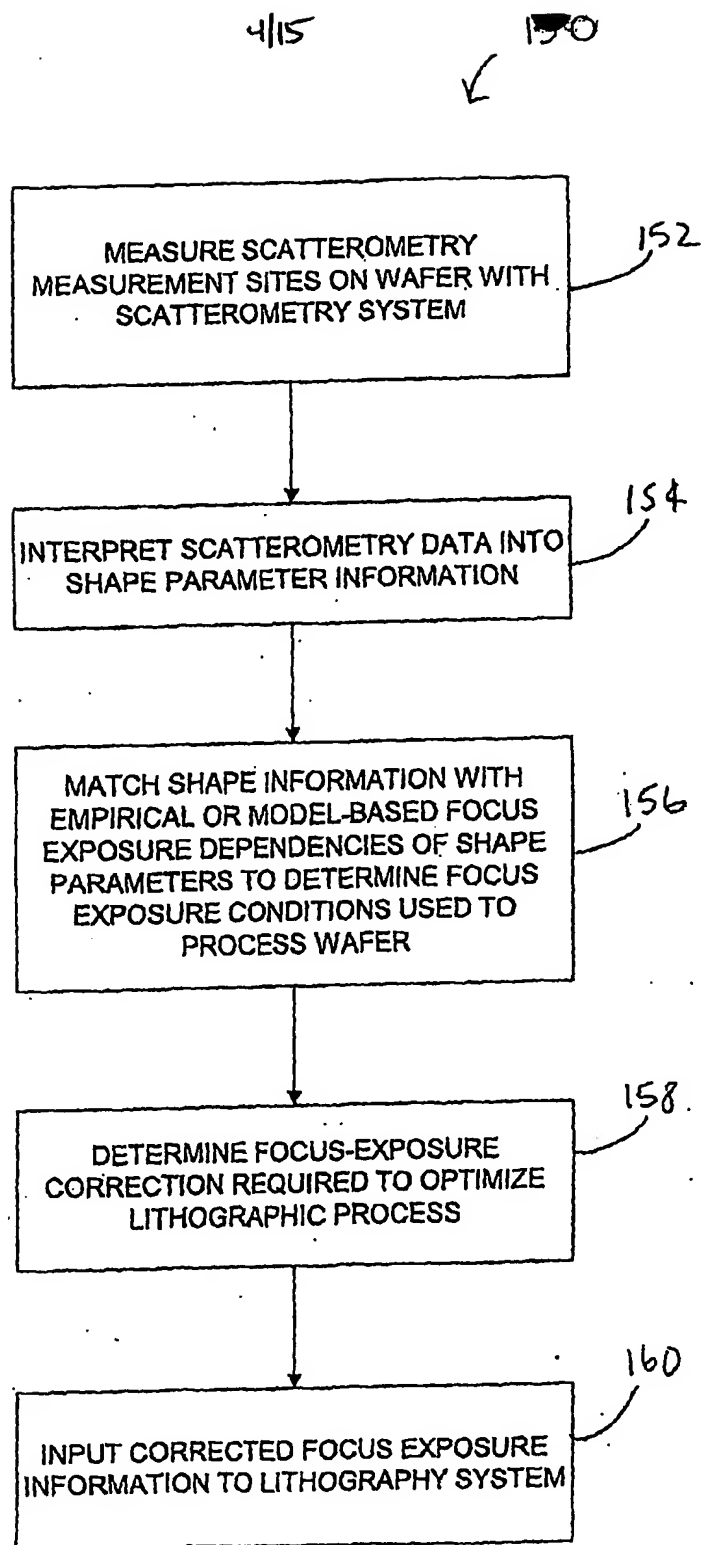 4/15
150
MEASURE SCATTEROMETRY
MEASUREMENT SITES ON WAFER WITH
SCATTEROMETRY SYSTEM
152
INTERPRET SCATTEROMETRY DATA INTO
SHAPE PARAMETER INFORMATION
154
MATCH SHAPE INFORMATION WITH
EMPIRICAL OR MODEL-BASED FOCUS
EXPOSURE DEPENDENCIES OF SHAPE
PARAMETERS TO DETERMINE FOCUS
EXPOSURE CONDITIONS USED TO
PROCESS WAFER
156
DETERMINE FOCUS-EXPOSURE
CORRECTION REQUIRED TO OPTIMIZE
LITHOGRAPHIC PROCESS
158
INPUT CORRECTED FOCUS EXPOSURE
INFORMATION TO LITHOGRAPHY SYSTEM
160